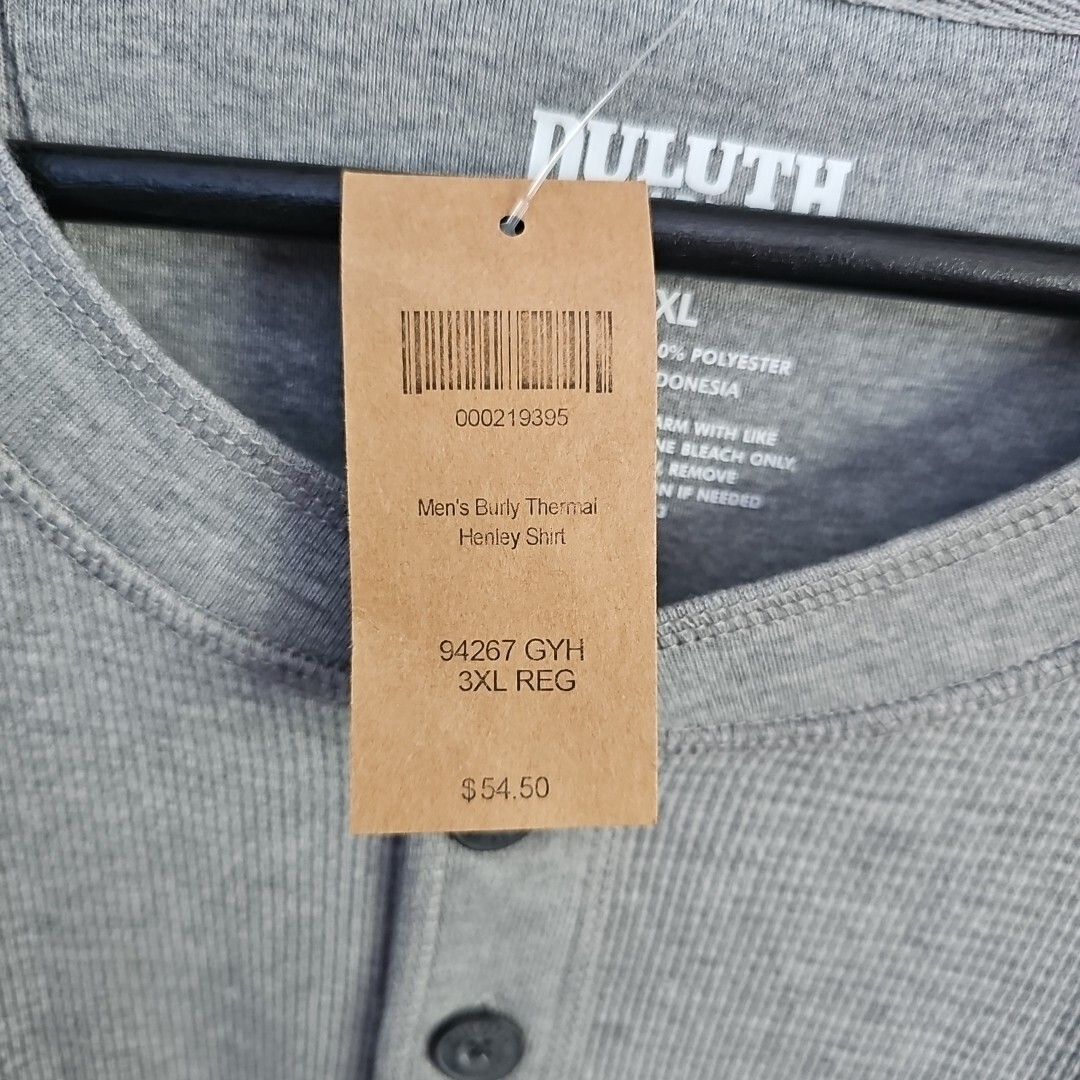 DULUTH
XL
0% POLYESTER
DONESIA
ARM WITH LIKE
NE BLEACH ONLY,
, REMOVE
N IF NEEDED
000219395
Men's Burly Thermal
Henley Shirt
94267 GYH
3XL REG
$54.50